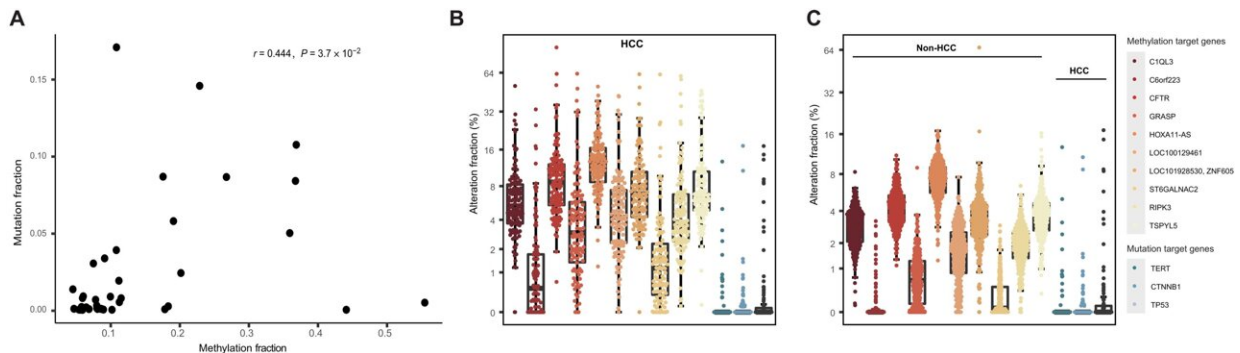 A
r = 0.444, P = 3.7 × 10⁻²
0.15
0.10
0.05
0.00
0.1 0.2 0.3 0.4 0.5
Mutation fraction
Methylation fraction
B
HCC
64
32
16
8
4
2
1
0
Alteration fraction (%)
C
Non-HCC
HCC
64
32
16
8
4
2
1
0
Alteration fraction (%)
Methylation target genes
C1QL3
C6orf223
CFTR
GRASP
HOXA11-AS
LOC100129461
LOC101928530, ZNF605
ST6GALNAC2
RIPK3
TSPYL5
Mutation target genes
TERT
CTNNB1
TP53